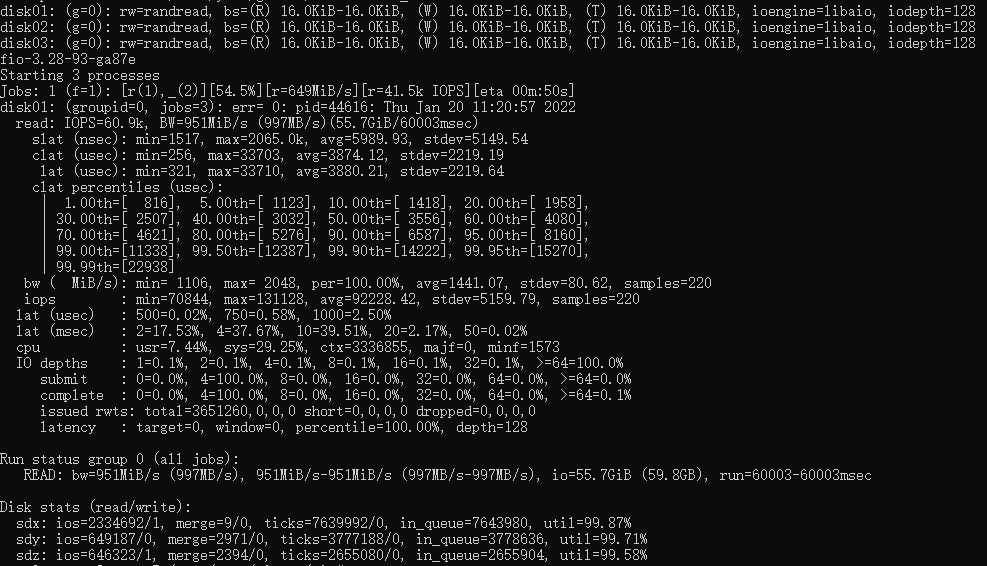 disk01: (g=0): rw=randread, bs=(R) 16.0KiB-16.0KiB, (W) 16.0KiB-16.0KiB, (T) 16.0KiB-16.0KiB, ioengine=libaio, iodepth=128
disk02: (g=0): rw=randread, bs=(R) 16.0KiB-16.0KiB, (W) 16.0KiB-16.0KiB, (T) 16.0KiB-16.0KiB, ioengine=libaio, iodepth=128
disk03: (g=0): rw=randread, bs=(R) 16.0KiB-16.0KiB, (W) 16.0KiB-16.0KiB, (T) 16.0KiB-16.0KiB, ioengine=libaio, iodepth=128
fio-3.28-93-ga87e
Starting 3 processes
Jobs: 1 (f=1): [r(1),_(2)][54.5%][r=649MiB/s][r=41.5k IOPS][eta 00m:50s]
disk01: (groupid=0, jobs=3): err= 0: pid=44616: Thu Jan 20 11:20:57 2022
  read: IOPS=60.9k, BW=951MiB/s (997MB/s)(55.7GiB/60003msec)
    slat (nsec): min=1517, max=2065.0k, avg=5989.93, stdev=5149.54
    clat (usec): min=256, max=33703, avg=3874.12, stdev=2219.19
     lat (usec): min=321, max=33710, avg=3880.21, stdev=2219.64
    clat percentiles (usec):
     |  1.00th=[  816],  5.00th=[ 1123], 10.00th=[ 1418], 20.00th=[ 1958],
     | 30.00th=[ 2507], 40.00th=[ 3032], 50.00th=[ 3556], 60.00th=[ 4080],
     | 70.00th=[ 4621], 80.00th=[ 5276], 90.00th=[ 6587], 95.00th=[ 8160],
     | 99.00th=[11338], 99.50th=[12387], 99.90th=[14222], 99.95th=[15270],
     | 99.99th=[22938]
   bw (  MiB/s): min= 1106, max= 2048, per=100.00%, avg=1441.07, stdev=80.62, samples=220
   iops        : min=70844, max=131128, avg=92228.42, stdev=5159.79, samples=220
  lat (usec)   : 500=0.02%, 750=0.58%, 1000=2.50%
  lat (msec)   : 2=17.53%, 4=37.67%, 10=39.51%, 20=2.17%, 50=0.02%
  cpu          : usr=7.44%, sys=29.25%, ctx=3336855, majf=0, minf=1573
  IO depths    : 1=0.1%, 2=0.1%, 4=0.1%, 8=0.1%, 16=0.1%, 32=0.1%, >=64=100.0%
     submit    : 0=0.0%, 4=100.0%, 8=0.0%, 16=0.0%, 32=0.0%, 64=0.0%, >=64=0.0%
     complete  : 0=0.0%, 4=100.0%, 8=0.0%, 16=0.0%, 32=0.0%, 64=0.0%, >=64=0.1%
     issued rwts: total=3651260,0,0,0 short=0,0,0,0 dropped=0,0,0,0
     latency   : target=0, window=0, percentile=100.00%, depth=128
Run status group 0 (all jobs):
   READ: bw=951MiB/s (997MB/s), 951MiB/s-951MiB/s (997MB/s-997MB/s), io=55.7GiB (59.8GB), run=60003-60003msec
Disk stats (read/write):
  sdx: ios=2334692/1, merge=9/0, ticks=7639992/0, in_queue=7643980, util=99.87%
  sdy: ios=649187/0, merge=2971/0, ticks=3777188/0, in_queue=3778636, util=99.71%
  sdz: ios=646323/1, merge=2394/0, ticks=2655080/0, in_queue=2655904, util=99.58%